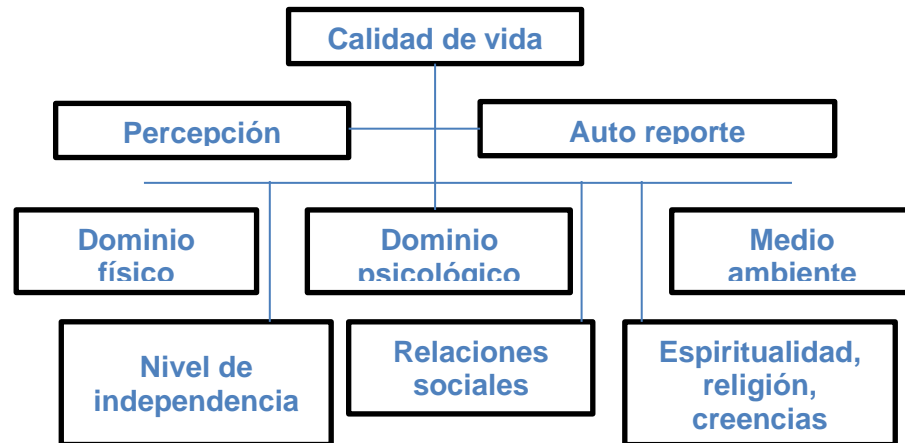 Calidad de vida
Percepción
Auto reporte
Dominio
físico
Dominio
psicológico
Medio
ambiente
Nivel de
independencia
Relaciones
sociales
Espiritualidad,
religión,
creencias